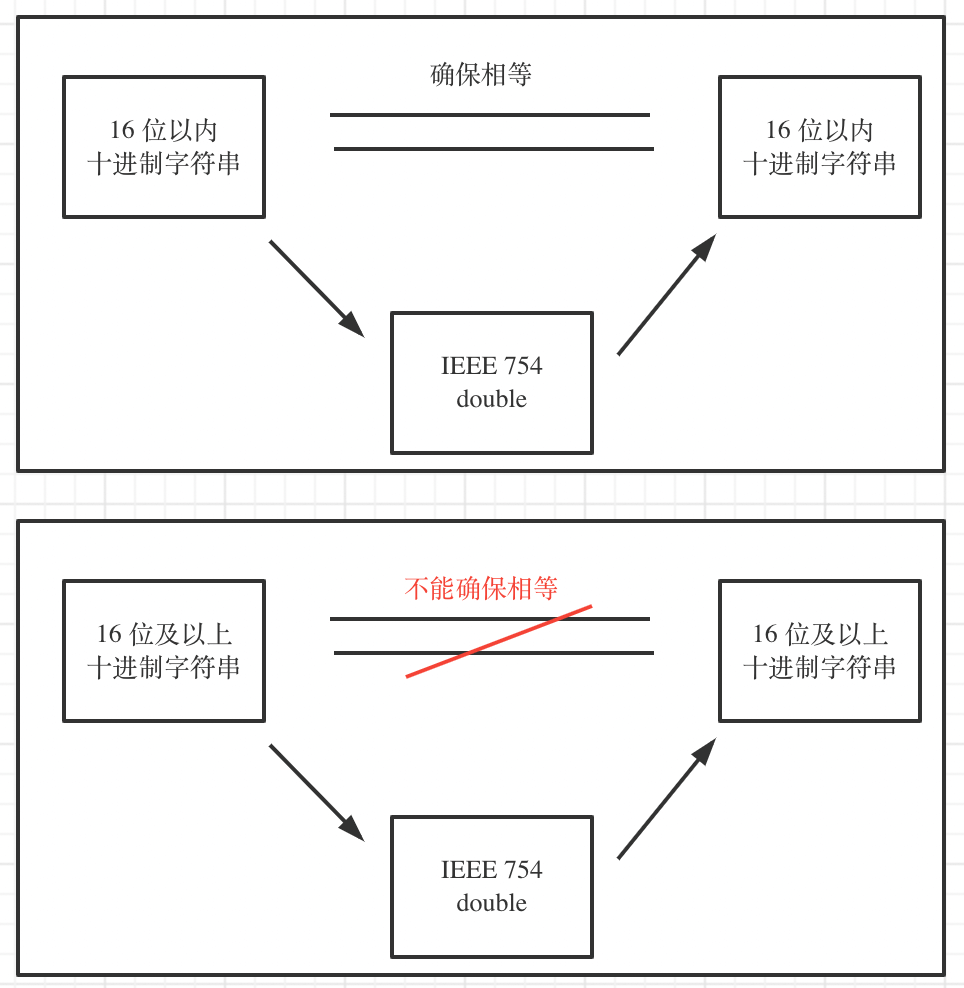 确保相等
16 位以内
十进制字符串
16 位以内
十进制字符串
IEEE 754
double
不能确保相等
16 位及以上
十进制字符串
16 位及以上
十进制字符串
IEEE 754
double